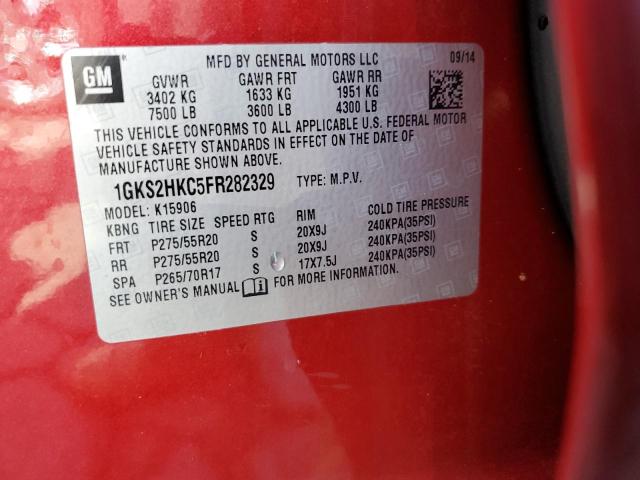 GM
MFD BY GENERAL MOTORS LLC 09/14
GVWR GAWR FRT GAWR RR
3402 KG 1633 KG 1951 KG
7500 LB 3600 LB 4300 LB
THIS VEHICLE CONFORMS TO ALL APPLICABLE U.S. FEDERAL MOTOR
VEHICLE SAFETY STANDARDS IN EFFECT ON THE DATE OF
MANUFACTURE SHOWN ABOVE.
1GKS2HKC5FR282329 TYPE: M.P.V.
MODEL: K15906
KBNG TIRE SIZE SPEED RTG RIM COLD TIRE PRESSURE
FRT P275/55R20 S 20X9J 240KPA(35PSI)
RR P275/55R20 S 20X9J 240KPA(35PSI)
SPA P265/70R17 S 17X7.5J 240KPA(35PSI)
SEE OWNER'S MANUAL FOR MORE INFORMATION.